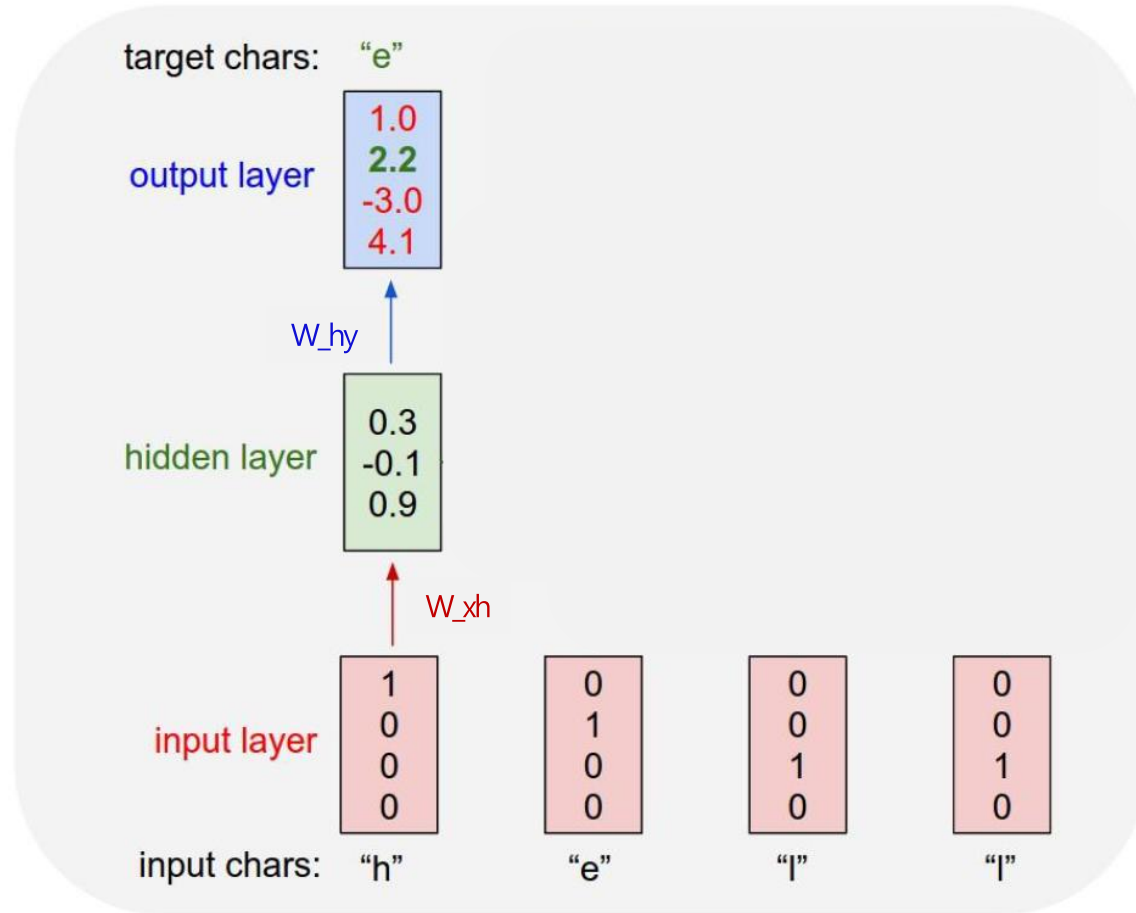 target chars: “e”
1.0
2.2
-3.0
4.1
output layer
W_hy
hidden layer
0.3
-0.1
0.9
W_xh
input layer
1 0 0 0
0 1 0 0
0 0 1 1
0 0 0 0
input chars: “h” “e” “l” “l”